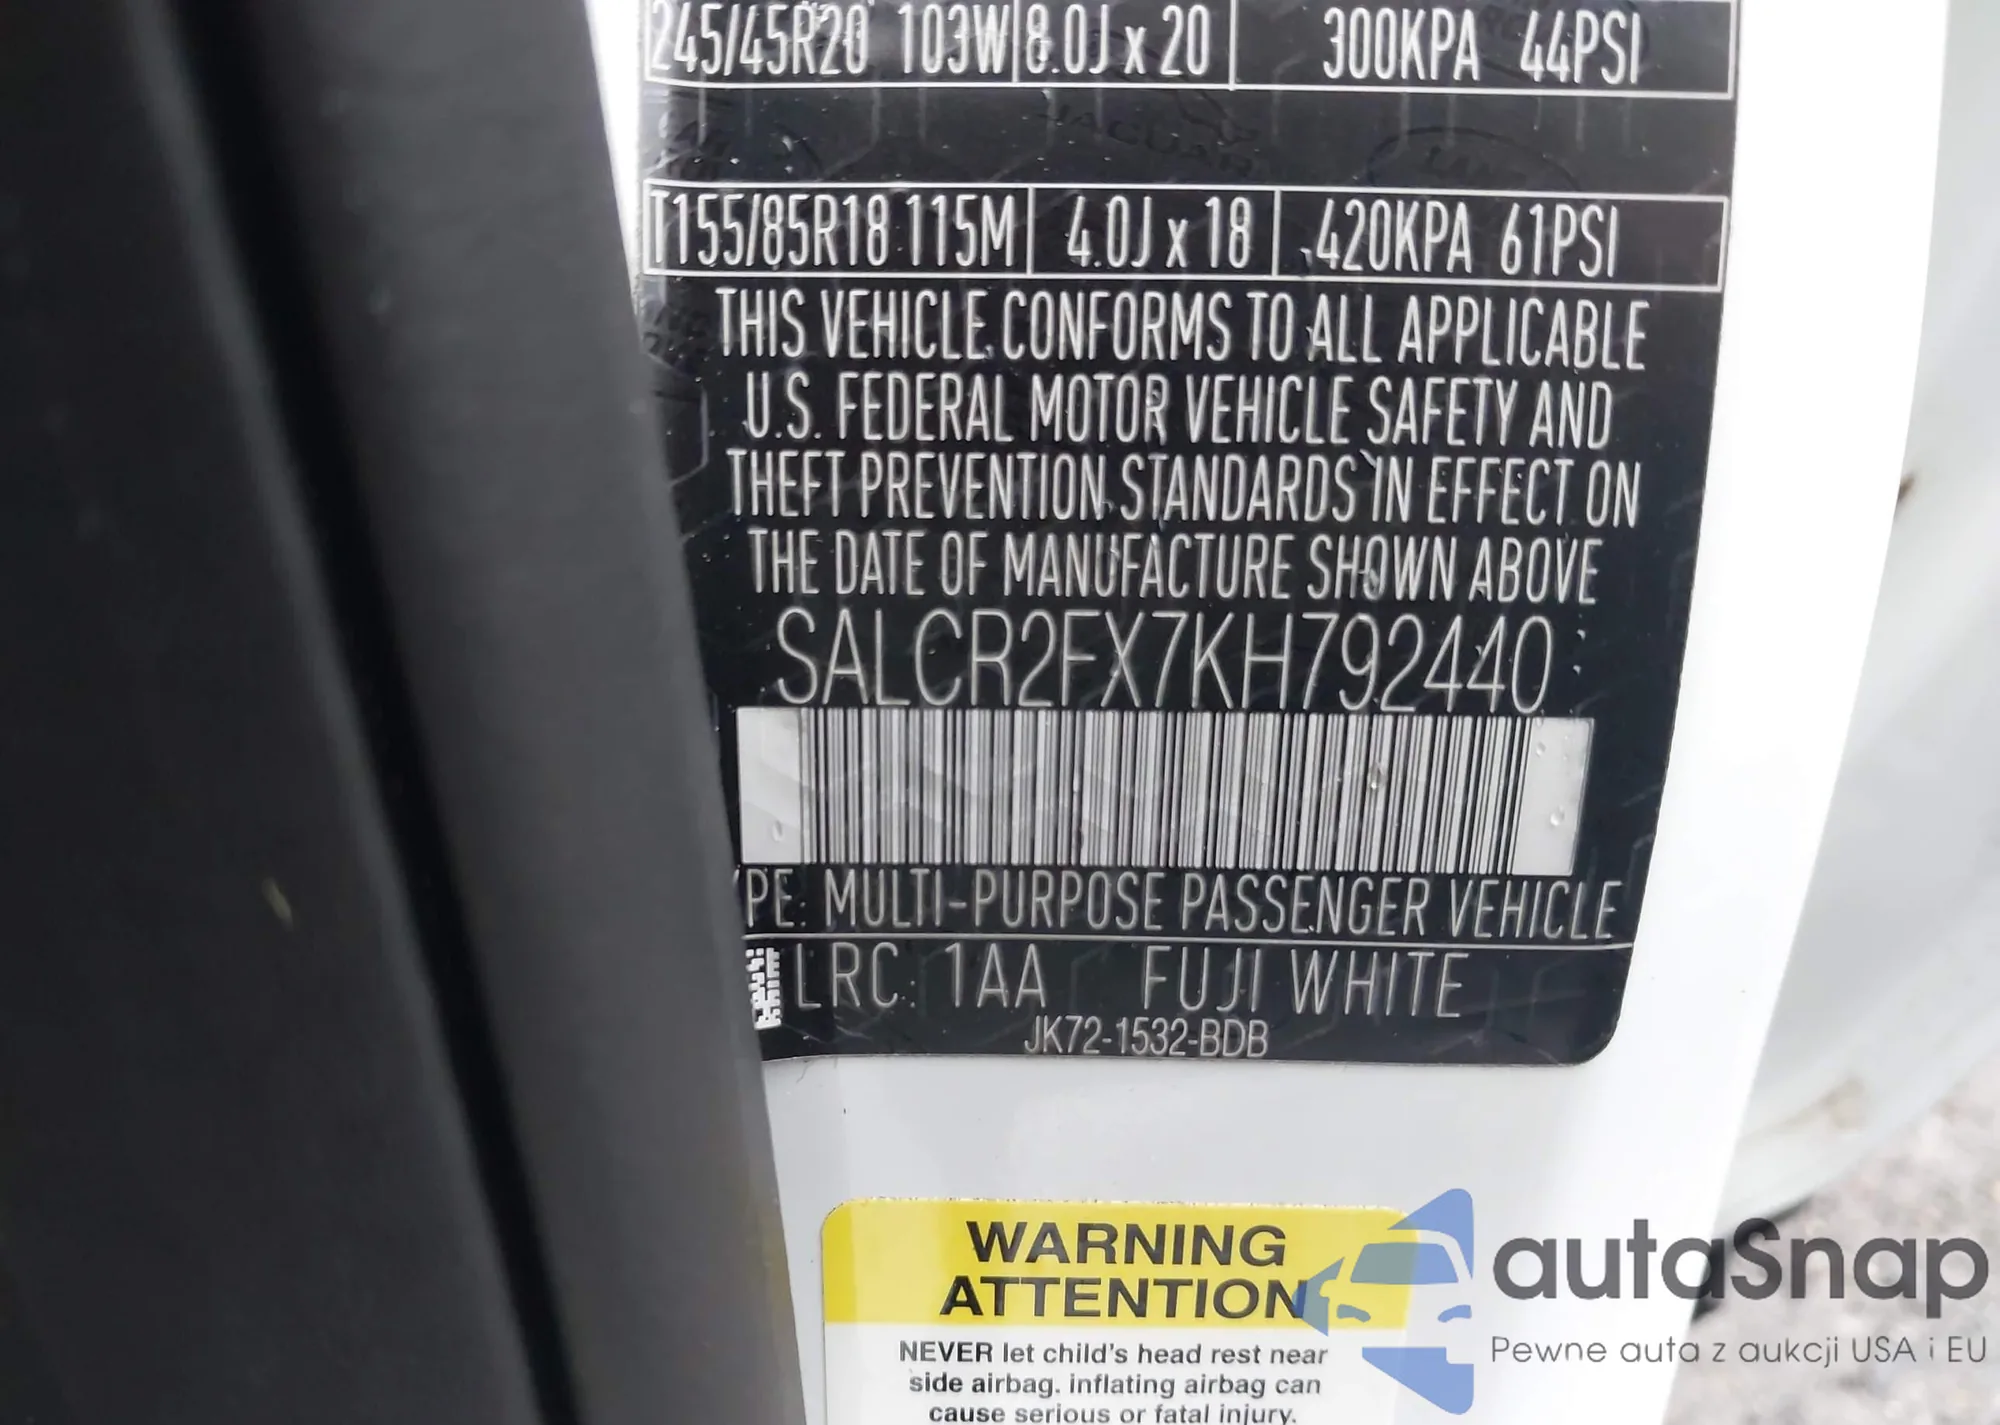 245/45R20 103W 8.0J x 20 300KPA 44PSI
JAGUAR
T155/85R18 115M 4.0J x 18 420KPA 61PSI
THIS VEHICLE CONFORMS TO ALL APPLICABLE
U.S. FEDERAL MOTOR VEHICLE SAFETY AND
THEFT PREVENTION STANDARDS IN EFFECT ON
THE DATE OF MANUFACTURE SHOWN ABOVE
SALCR2FX7KH792440
YPE: MULTI-PURPOSE PASSENGER VEHICLE
LRC: 1AA FUJI WHITE
JK72-1532-BDB
WARNING
ATTENTION
NEVER let child's head rest near
side airbag. inflating airbag can
cause serious or fatal injury.
autaSnap
Pewne auta z aukcji USA i EU